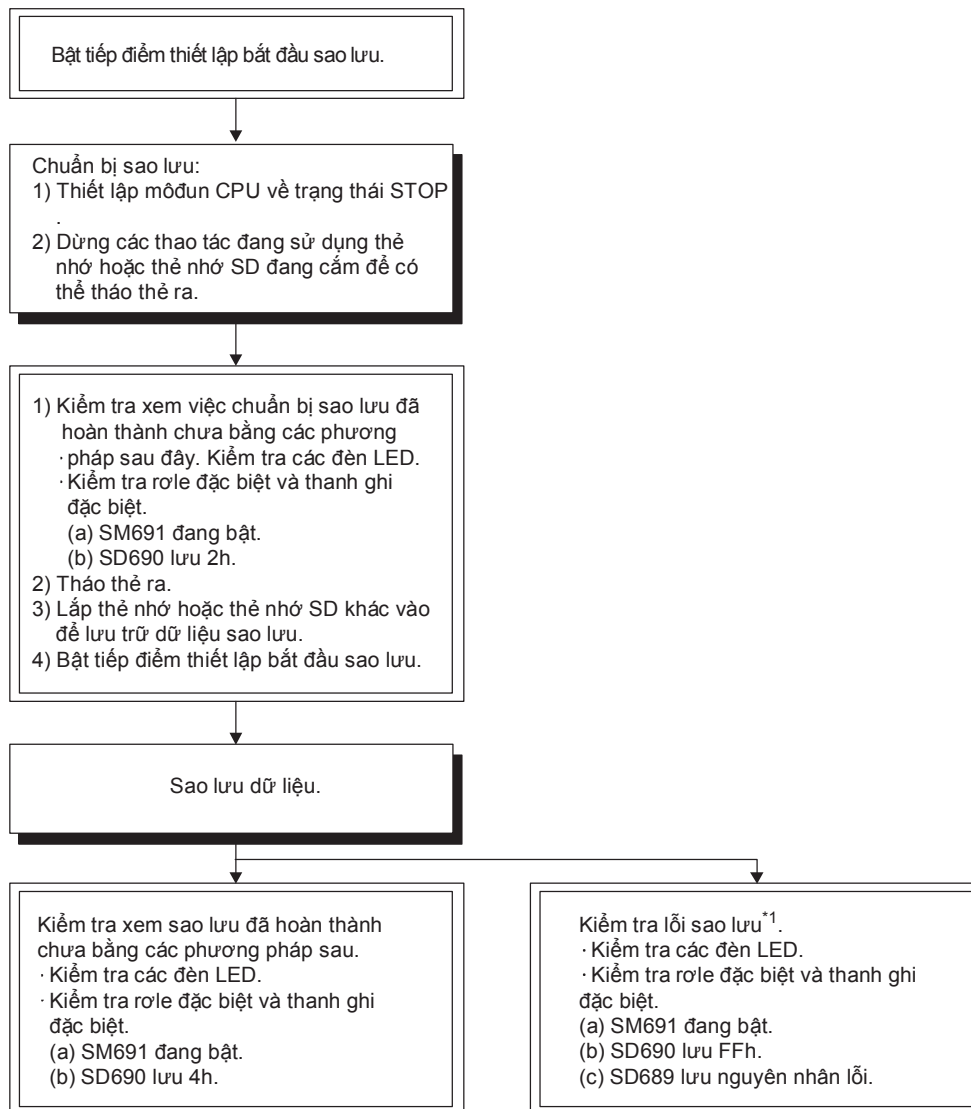 Bật tiếp điểm thiết lập bắt đầu sao lưu.
Chuẩn bị sao lưu:
1) Thiết lập môđun CPU về trạng thái STOP
.
2) Dừng các thao tác đang sử dụng thẻ
nhớ hoặc thẻ nhớ SD đang cắm để có
thể tháo thẻ ra.
1) Kiểm tra xem việc chuẩn bị sao lưu đã
hoàn thành chưa bằng các phương
·pháp sau đây. Kiểm tra các đèn LED.
·Kiểm tra rơle đặc biệt và thanh ghi
đặc biệt.
(a) SM691 đang bật.
(b) SD690 lưu 2h.
2) Tháo thẻ ra.
3) Lắp thẻ nhớ hoặc thẻ nhớ SD khác vào
để lưu trữ dữ liệu sao lưu.
4) Bật tiếp điểm thiết lập bắt đầu sao lưu.
Sao lưu dữ liệu.
Kiểm tra xem sao lưu đã hoàn thành
chưa bằng các phương pháp sau.
·Kiểm tra các đèn LED.
·Kiểm tra rơle đặc biệt và thanh ghi
đặc biệt.
(a) SM691 đang bật.
(b) SD690 lưu 4h.
Kiểm tra lỗi sao lưu*1.
·Kiểm tra các đèn LED.
·Kiểm tra rơle đặc biệt và thanh ghi
đặc biệt.
(a) SM691 đang bật.
(b) SD690 lưu FFh.
(c) SD689 lưu nguyên nhân lỗi.